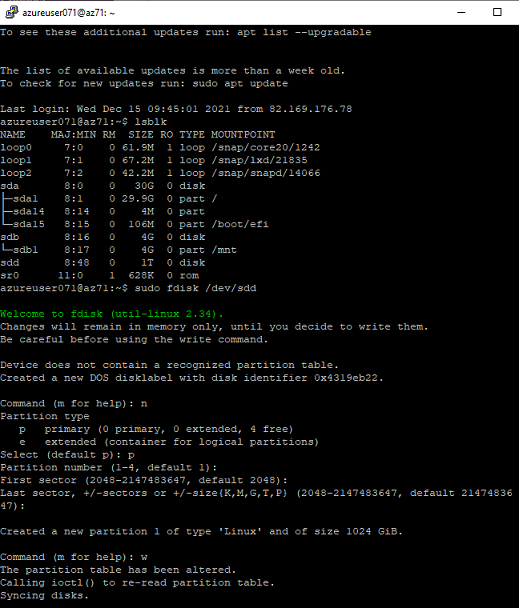 azureuser071@az71: ~
To see these additional updates run: apt list --upgradable
The list of available updates is more than a week old.
To check for new updates run: sudo apt update
Last login: Wed Dec 15 09:45:01 2021 from 82.169.176.78
azureuser071@az71:~$ lsblk
NAME    MAJ:MIN RM  SIZE RO TYPE MOUNTPOINT
loop0     7:0    0 61.9M  1 loop /snap/core20/1242
loop1     7:1    0 67.2M  1 loop /snap/lxd/21835
loop2     7:2    0 42.2M  1 loop /snap/snapd/14066
sda       8:0    0   30G  0 disk
├─sda1    8:1    0 29.9G  0 part /
├─sda14   8:14   0    4M  0 part
└─sda15   8:15   0  106M  0 part /boot/efi
sdb       8:16   0    4G  0 disk
└─sdb1    8:17   0    4G  0 part /mnt
sdd       8:48   0    1T  0 disk
sr0      11:0    1  628K  0 rom
azureuser071@az71:~$ sudo fdisk /dev/sdd
Welcome to fdisk (util-linux 2.34).
Changes will remain in memory only, until you decide to write them.
Be careful before using the write command.
Device does not contain a recognized partition table.
Created a new DOS disklabel with disk identifier 0x4319eb22.
Command (m for help): n
Partition type
   p   primary (0 primary, 0 extended, 4 free)
   e   extended (container for logical partitions)
Select (default p): p
Partition number (1-4, default 1):
First sector (2048-2147483647, default 2048):
Last sector, +/-sectors or +/-size{K,M,G,T,P} (2048-2147483647, default 21474836
47):
Created a new partition 1 of type 'Linux' and of size 1024 GiB.
Command (m for help): w
The partition table has been altered.
Calling ioctl() to re-read partition table.
Syncing disks.